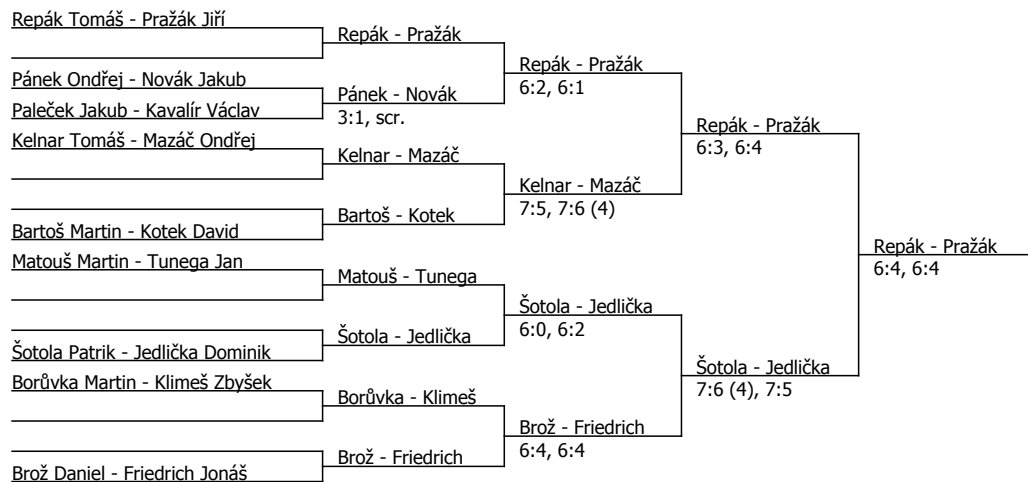 Repák Tomáš - Pražák Jiří
Pánek Ondřej - Novák Jakub
Paleček Jakub - Kavalír Václav
Kelnar Tomáš - Mazáč Ondřej
Bartoš Martin - Kotek David
Matouš Martin - Tunega Jan
Šotola Patrik - Jedlička Dominik
Borůvka Martin - Klimeš Zbyšek
Brož Daniel - Friedrich Jonáš
Repák - Pražák
Pánek - Novák
3:1, scr.
Kelnar - Mazáč
Bartoš - Kotek
Matouš - Tunega
Šotola - Jedlička
Borůvka - Klimeš
Brož - Friedrich
Repák - Pražák
6:2, 6:1
Kelnar - Mazáč
7:5, 7:6 (4)
Šotola - Jedlička
6:0, 6:2
Brož - Friedrich
6:4, 6:4
Repák - Pražák
6:3, 6:4
Šotola - Jedlička
7:6 (4), 7:5
Repák - Pražák
6:4, 6:4